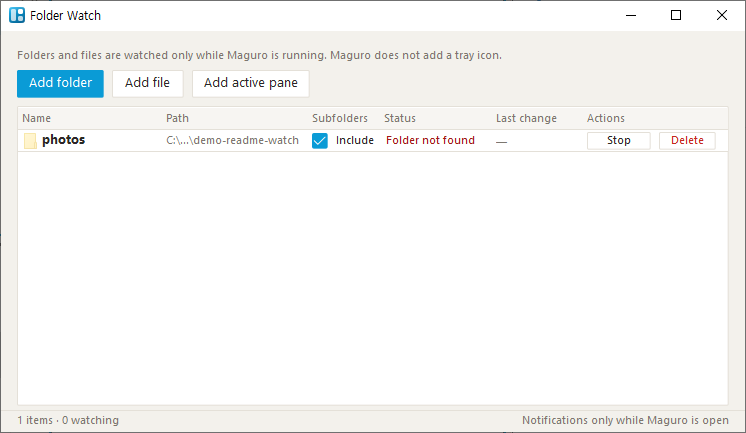 Folder Watch
Folders and files are watched only while Maguro is running. Maguro does not add a tray icon.
Add folder Add file Add active pane
Name Path Subfolders Status Last change Actions
photos C:\...\demo-readme-watch Include Folder not found — Stop Delete
1 items · 0 watching Notifications only while Maguro is open